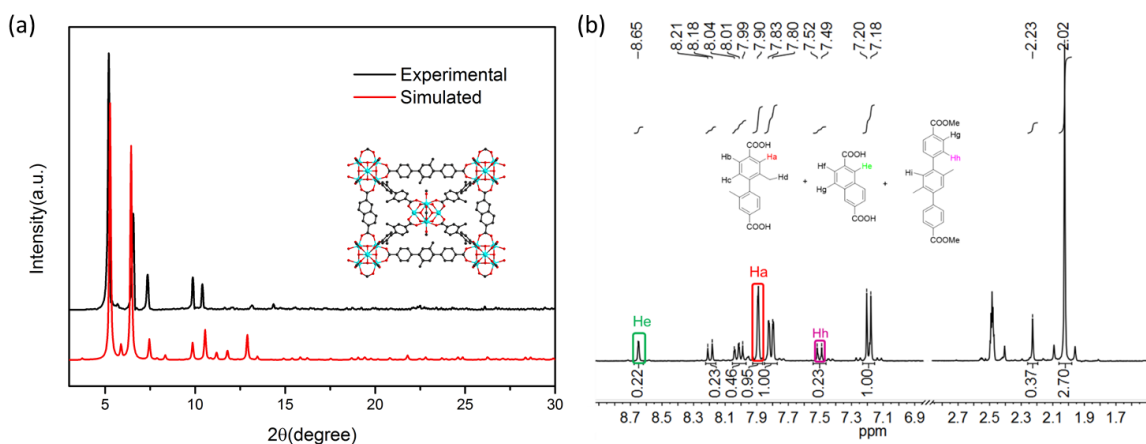 (a)
Experimental
Simulated
Intensity(a.u.)
5
10
15
20
25
30
2θ(degree)
(b)
-8.65
8.21
8.18
8.04
8.01
7.99
7.90
7.83
7.80
7.52
7.49
7.20
7.18
-2.23
-2.02
COOH
Hb
Ha
Hc
Hd
COOH
+
COOH
Hf
He
Hg
COOH
+
COOMe
Hg
Hh
Hi
COOMe
He
Ha
Hh
0.22
0.23
0.46
0.95
1.00
0.23
1.00
0.37
2.70
8.7
8.5
8.3
8.1
7.9
7.7
7.5
7.3
7.1
6.9
2.7
2.5
2.3
2.1
1.9
1.7
1.5
ppm